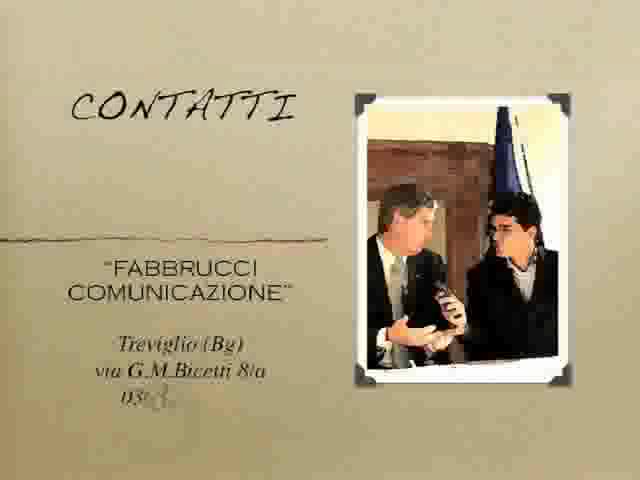 CONTATTI
"FABBRUCCI
COMUNICAZIONE"
Treviglio (Bg)
via G.M.Bicetti 8/a